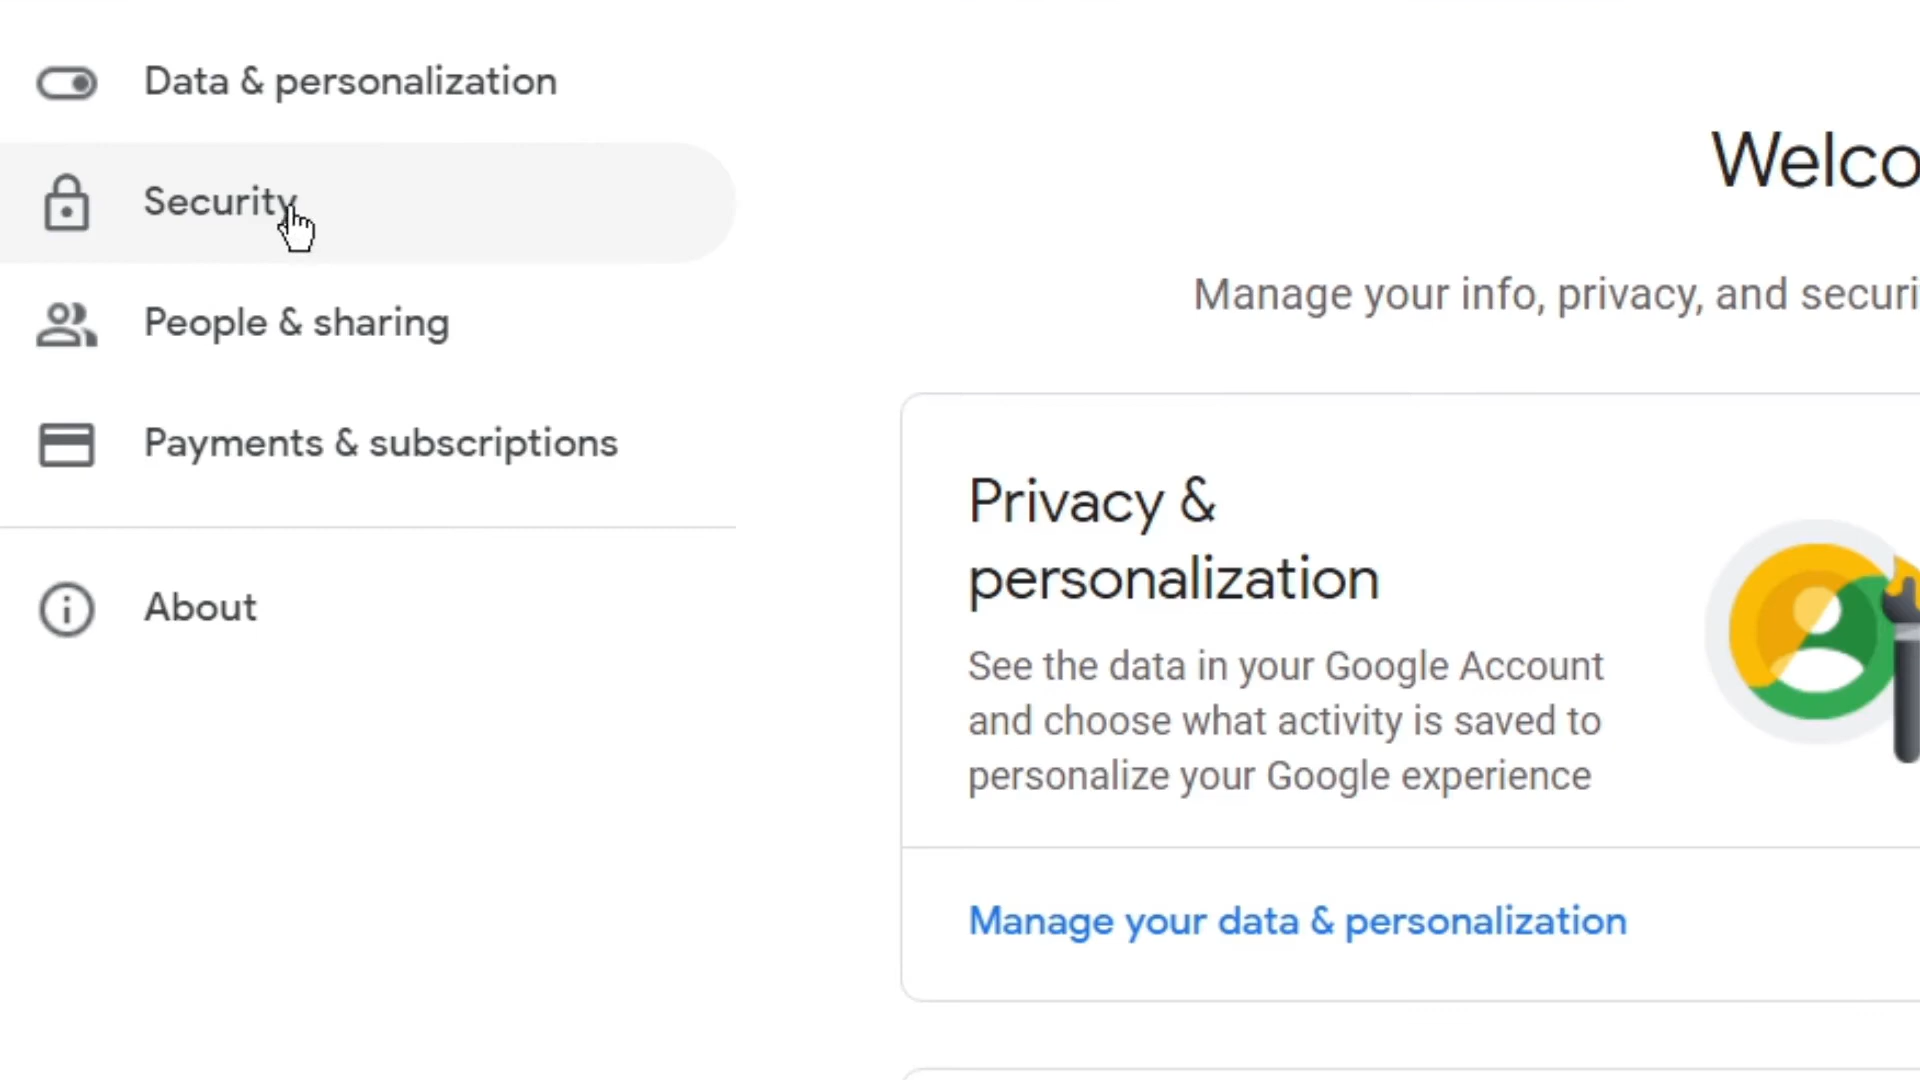 Data & personalization
Security
People & sharing
Payments & subscriptions
About
Welco
Manage your info, privacy, and securi
Privacy &
personalization
See the data in your Google Account
and choose what activity is saved to
personalize your Google experience
Manage your data & personalization